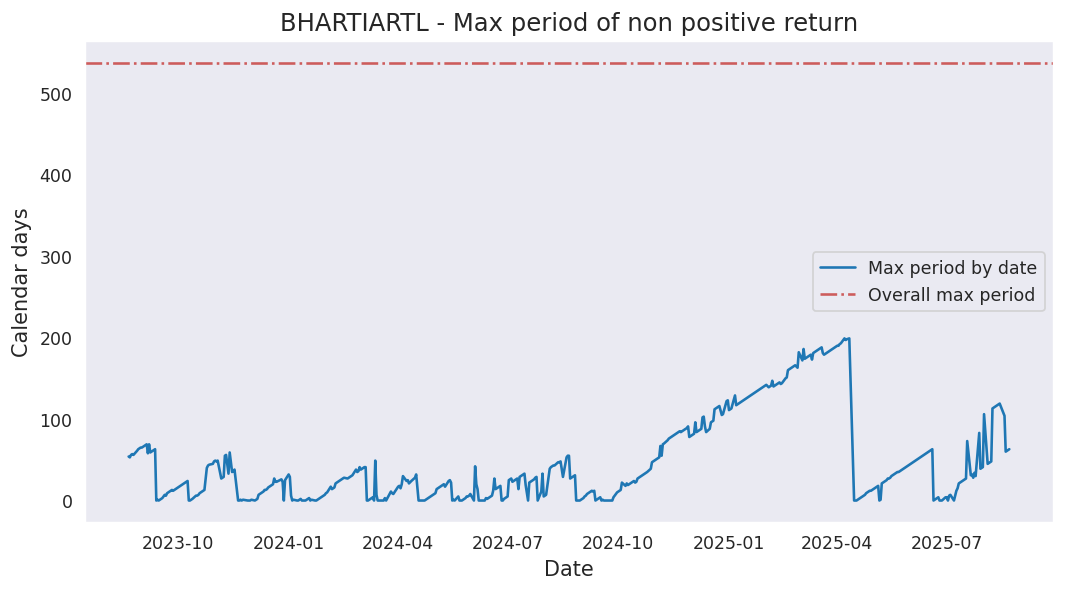 BHARTIARTL - Max period of non positive return
Calendar days
500
400
300
200
100
0
Max period by date
Overall max period
2023-10 2024-01 2024-04 2024-07 2024-10 2025-01 2025-04 2025-07
Date